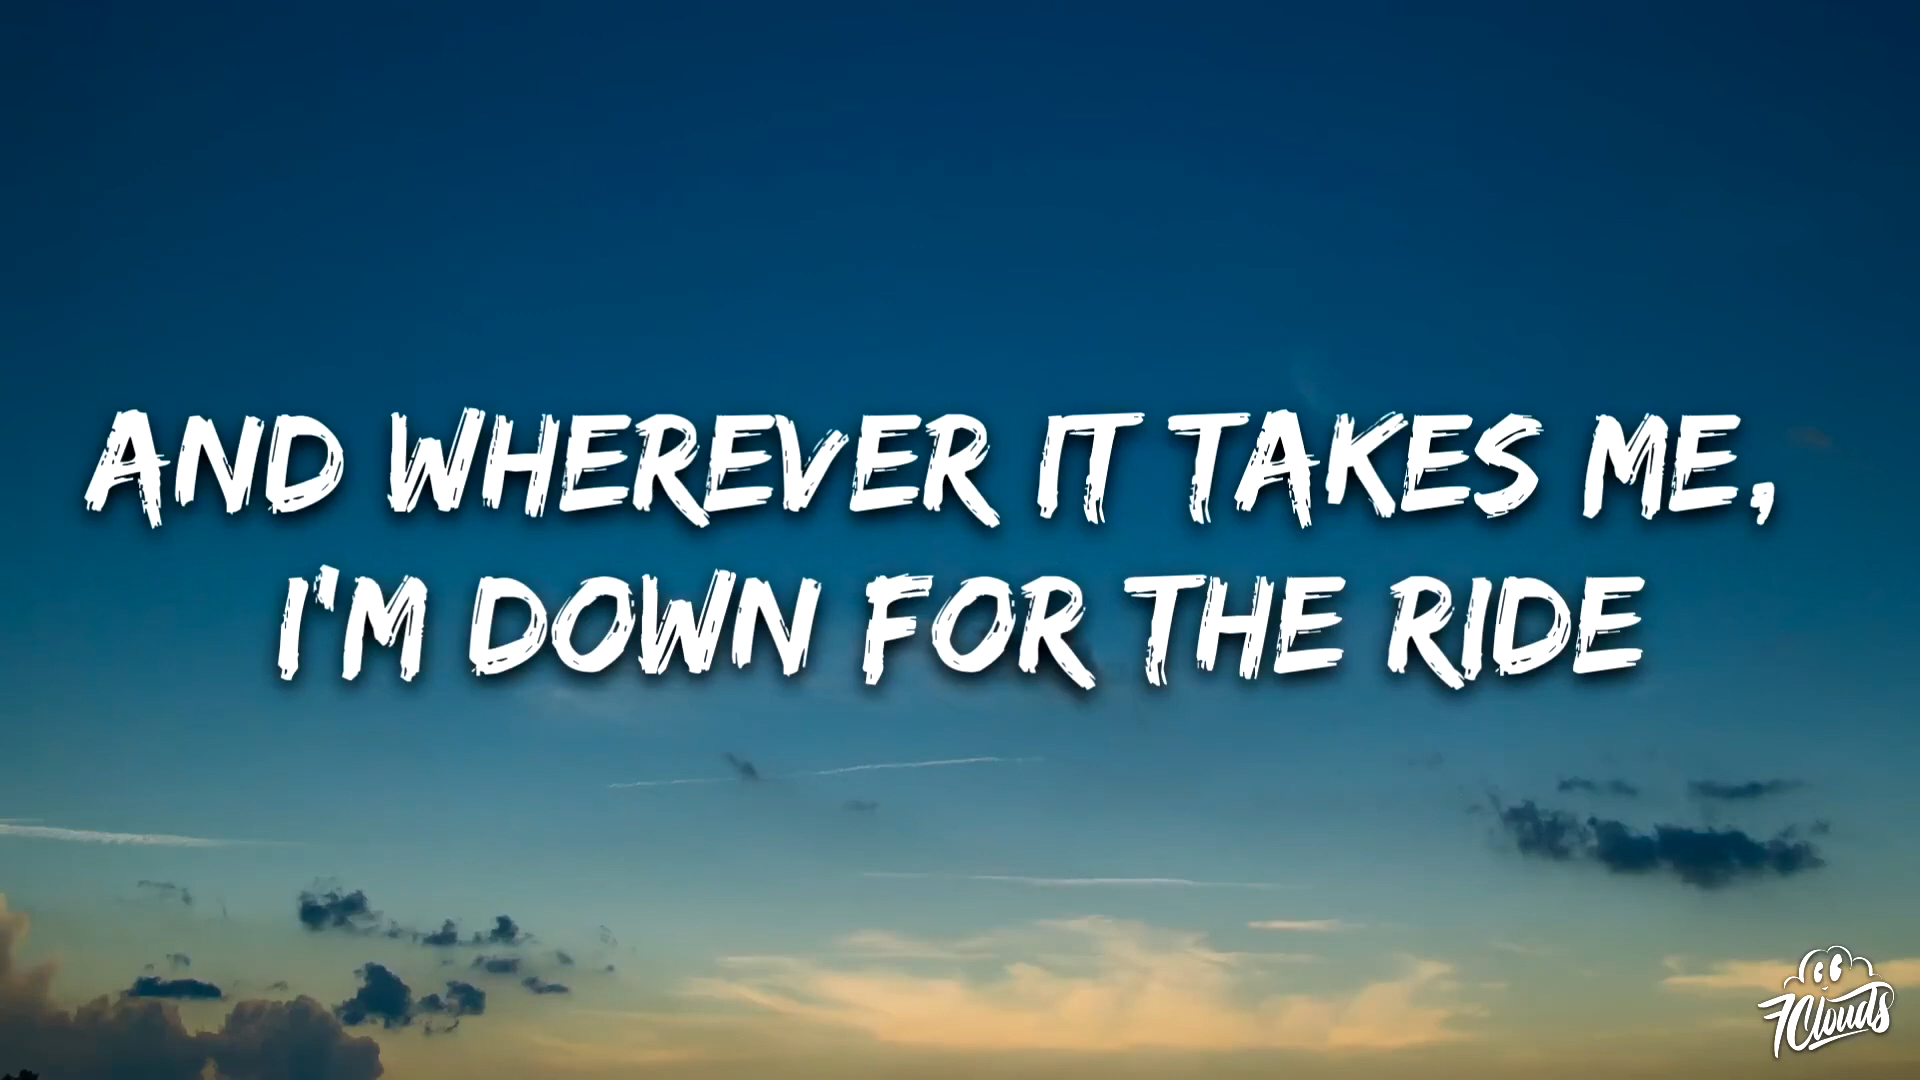 AND WHEREVER IT TAKES ME,
I'M DOWN FOR THE RIDE
7Clouds